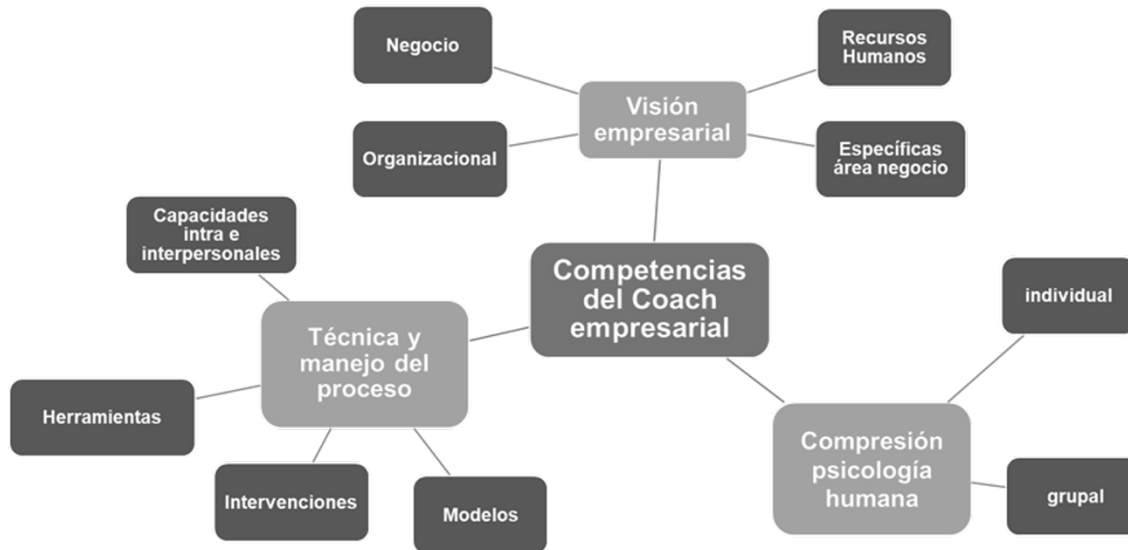 Negocio
Recursos
Humanos
Visión
empresarial
Organizacional
Específicas
área negocio
Capacidades
intra e
interpersonales
Competencias
del Coach
empresarial
individual
Técnica y
manejo del
proceso
Herramientas
Compresión
psicología
humana
Intervenciones
Modelos
grupal